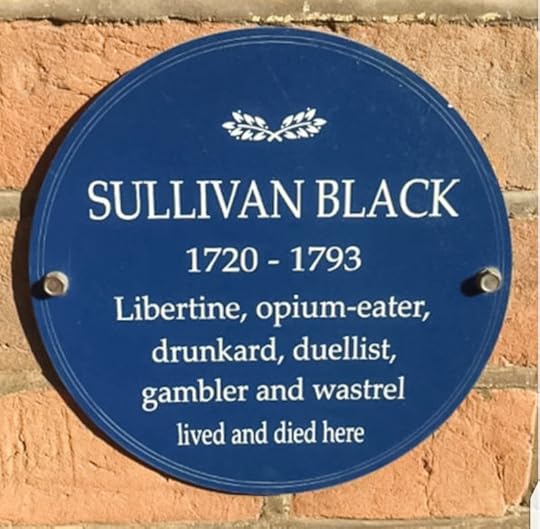 SULLIVAN BLACK
1720 - 1793
Libertine, opium-eater,
drunkard, duellist,
gambler and wastrel
lived and died here